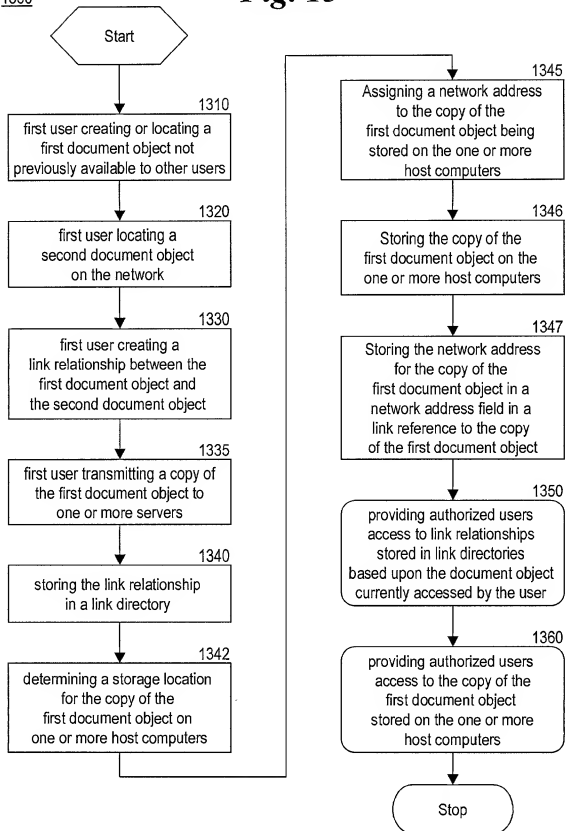 Start
1310
first user creating or locating a
first document object not
previously available to other users
1320
first user locating a
second document object
on the network
1330
first user creating a
link relationship between the
first document object and
the second document object
1335
first user transmitting a copy of
the first document object to
one or more servers
1340
storing the link relationship
in a link directory
1342
determining a storage location
for the copy of the
first document object on
one or more host computers
1345
Assigning a network address
to the copy of the
first document object being
stored on the one or more
host computers
1346
Storing the copy of the
first document object on the
one or more host computers
1347
Storing the network address
for the copy of the
first document object in a
network address field in a
link reference to the copy
of the first document object
1350
providing authorized users
access to link relationships
stored in link directories
based upon the document object
currently accessed by the user
1360
providing authorized users
access to the copy of the
first document object
stored on the one or more
host computers
Stop